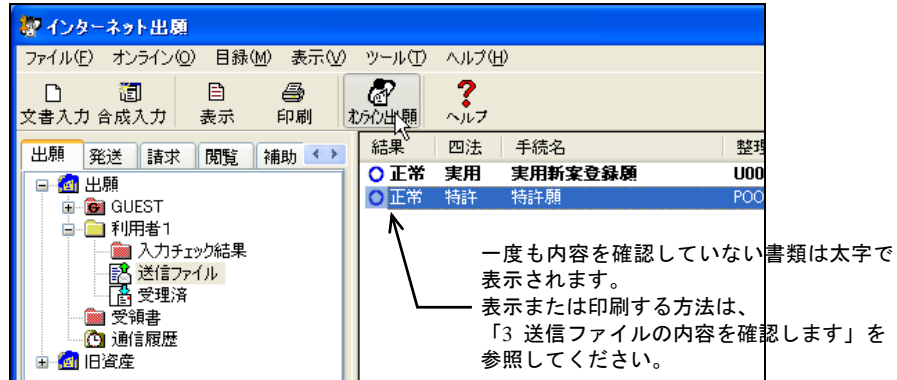 インターネット出願
ファイル(F) オンライン(O) 目録(M) 表示(V) ツール(T) ヘルプ(H)
文書入力 合成入力 表示 印刷 オンライン出願 ヘルプ
出願 発送 請求 閲覧 補助
結果 四法 手続名 整理
出願
GUEST
利用者1
入力チェック結果
送信ファイル
受理済
受領書
通信履歴
旧資産
正常 実用 実用新案登録願 U00
正常 特許 特許願 P00
一度も内容を確認していない書類は太字で
表示されます。
表示または印刷する方法は、
「3 送信ファイルの内容を確認します」を
参照してください。